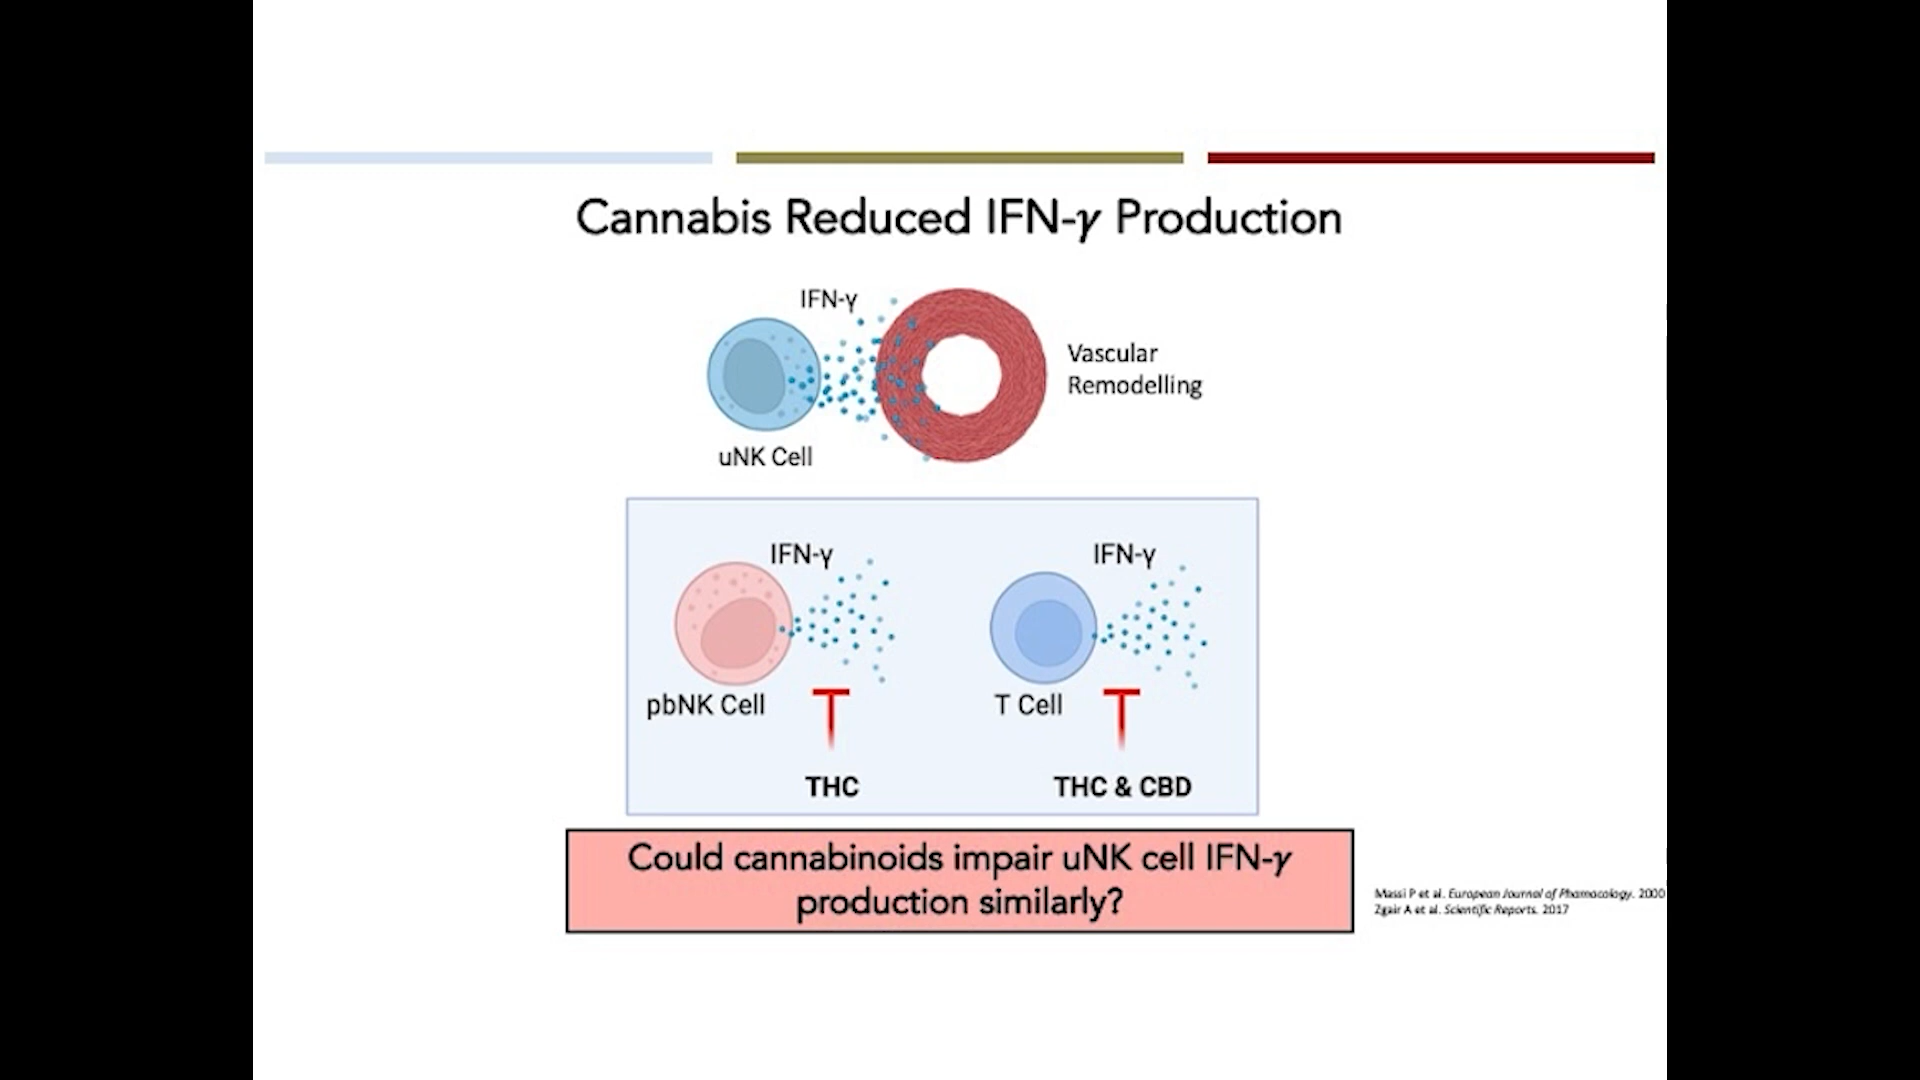 Cannabis Reduced IFN-γ Production
IFN-γ
Vascular
Remodelling
uNK Cell
IFN-γ
IFN-γ
pbNK Cell
T Cell
THC
THC & CBD
Could cannabinoids impair uNK cell IFN-γ
production similarly?
Massi P et al. European Journal of Phamacology. 2000
Zgair A et al. Scientific Reports. 2017